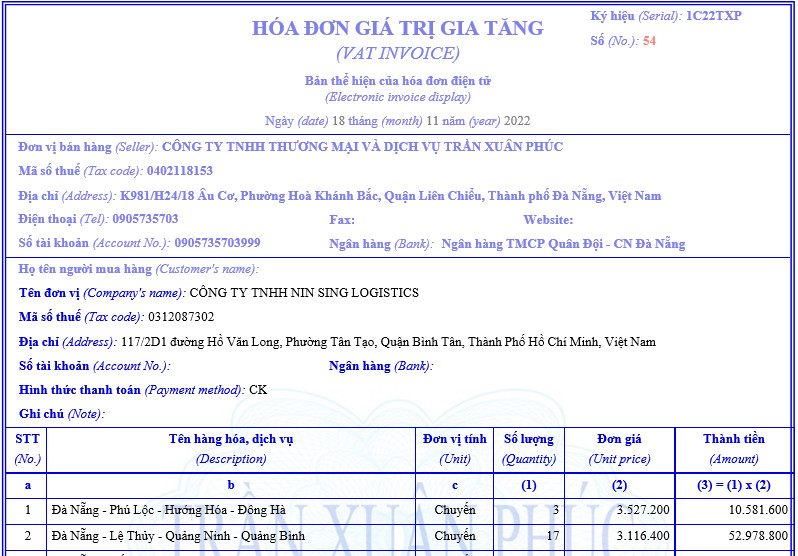 HÓA ĐƠN GIÁ TRỊ GIA TĂNG
Ký hiệu (Serial): 1C22TXP
(VAT INVOICE)
Số (No.): 54
Bản thể hiện của hóa đơn điện tử
(Electronic invoice display)
Ngày (date) 18 tháng (month) 11 năm (year) 2022
Đơn vị bán hàng (Seller): CÔNG TY TNHH THƯƠNG MẠI VÀ DỊCH VỤ TRẦN XUÂN PHÚC
Mã số thuế (Tax code): 0402118153
Địa chỉ (Address): K981/H24/18 Âu Cơ, Phường Hoà Khánh Bắc, Quận Liên Chiểu, Thành phố Đà Nẵng, Việt Nam
Điện thoại (Tel): 0905735703 Fax: Website:
Số tài khoản (Account No.): 0905735703999 Ngân hàng (Bank): Ngân hàng TMCP Quân Đội - CN Đà Nẵng
Họ tên người mua hàng (Customer's name):
Tên đơn vị (Company's name): CÔNG TY TNHH NIN SING LOGISTICS
Mã số thuế (Tax code): 0312087302
Địa chỉ (Address): 117/2D1 đường Hồ Văn Long, Phường Tân Tạo, Quận Bình Tân, Thành Phố Hồ Chí Minh, Việt Nam
Số tài khoản (Account No.): Ngân hàng (Bank):
Hình thức thanh toán (Payment method): CK
Ghi chú (Note):
STT Tên hàng hóa, dịch vụ Đơn vị tính Số lượng Đơn giá Thành tiền
(No.) (Description) (Unit) (Quantity) (Unit price) (Amount)
a b c (1) (2) (3) = (1) x (2)
1 Đà Nẵng - Phú Lộc - Hướng Hóa - Đông Hà Chuyến 3 3.527.200 10.581.600
2 Đà Nẵng - Lệ Thủy - Quảng Ninh - Quảng Bình Chuyến 17 3.116.400 52.978.800
TRẦN XUÂN PHÚC